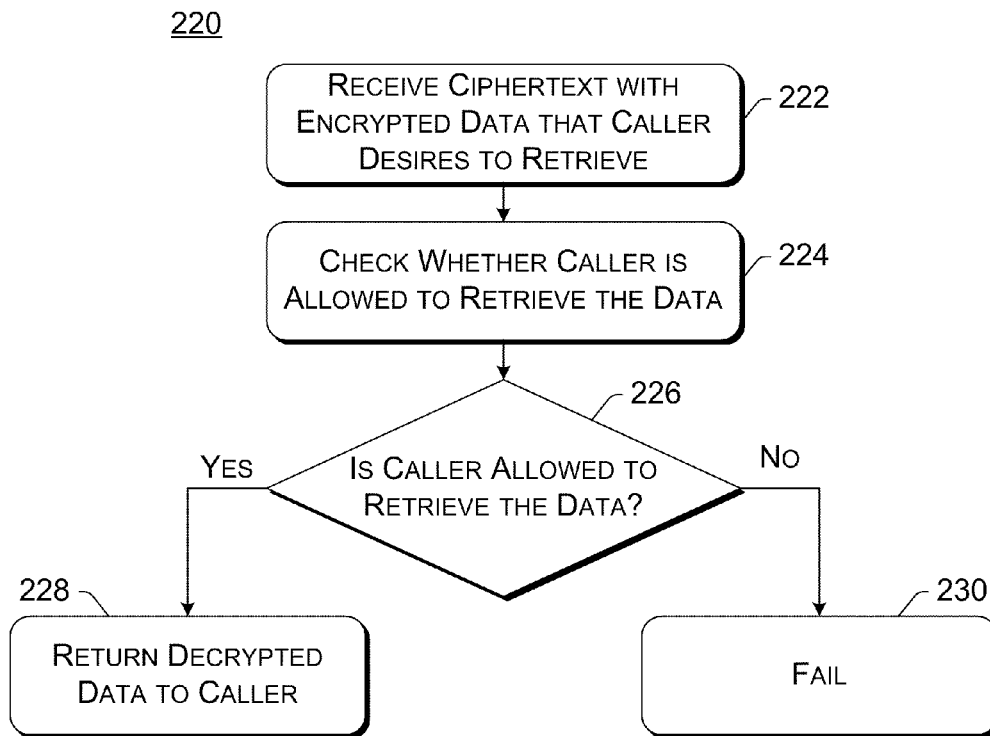 220
RECEIVE CIPHERTEXT WITH
ENCRYPTED DATA THAT CALLER
DESIRES TO RETRIEVE
222
CHECK WHETHER CALLER IS
ALLOWED TO RETRIEVE THE DATA
224
226
IS CALLER ALLOWED TO
RETRIEVE THE DATA?
YES
NO
228
RETURN DECRYPTED
DATA TO CALLER
230
FAIL